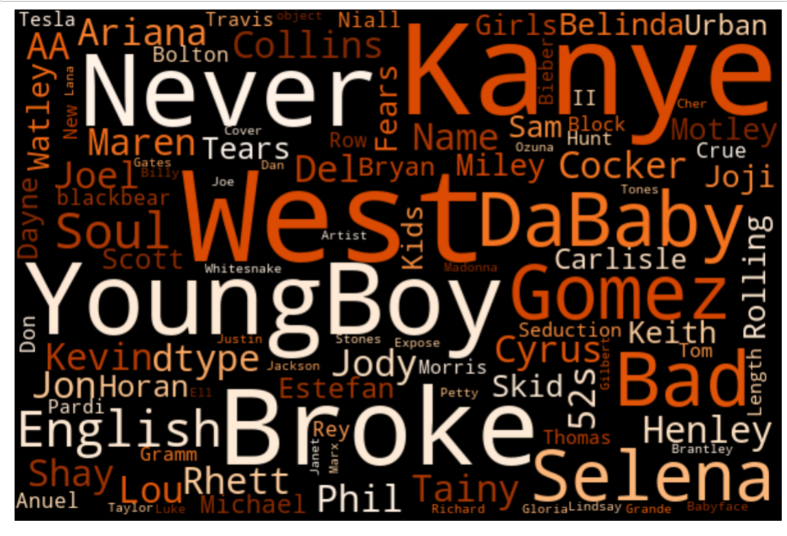 Tesla
Ariana
Travis
object
Niall
Girls
Belinda
Urban
AA
Bolton
Collins
Kanye
Never
Bieber
II
Cher
Watley
New
Lana
Fears
Maren
Cover
Tears
Row
Name
Sam
Block
Motley
Hunt
Ozuna
Crue
Gates
Billy
Dan
Del
Bryan
Miley
Cocker
Joji
Joel
Joe
West
Tones
Dayne
blackbear
DaBaby
Soul
Artist
Kids
Scott
Whitesnake
Madonna
Carlisle
Rolling
YoungBoy
Gomez
Don
Justin
Stones
Expose
Seduction
Keith
Kevin
dtype
Jackson
Jody
Morris
Cyrus
Gilbert
Tom
Bad
Length
Jon
Horan
Ell
Estefan
Petty
Skid
52s
Pardi
English
Broke
Rey
Janet
Marx
Thomas
Henley
Brantley
Gramm
Shay
Lou
Rhett
Phil
Tainy
Selena
Anuel
Taylor
Luke
Michael
Richard
Gloria
Lindsay
Grande
Babyface